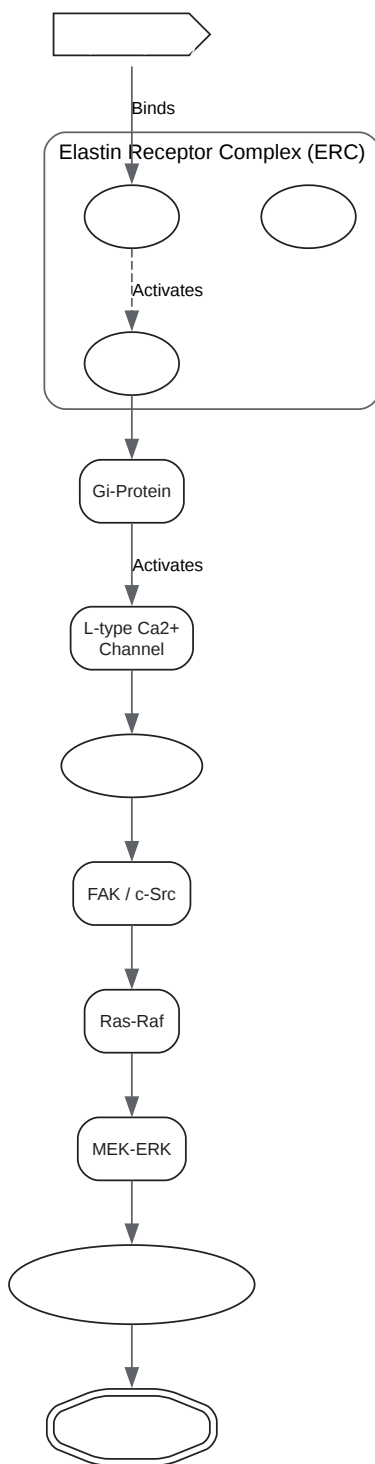 Binds
Elastin Receptor Complex (ERC)
Activates
Gi-Protein
Activates
L-type Ca2+
Channel
FAK / c-Src
Ras-Raf
MEK-ERK